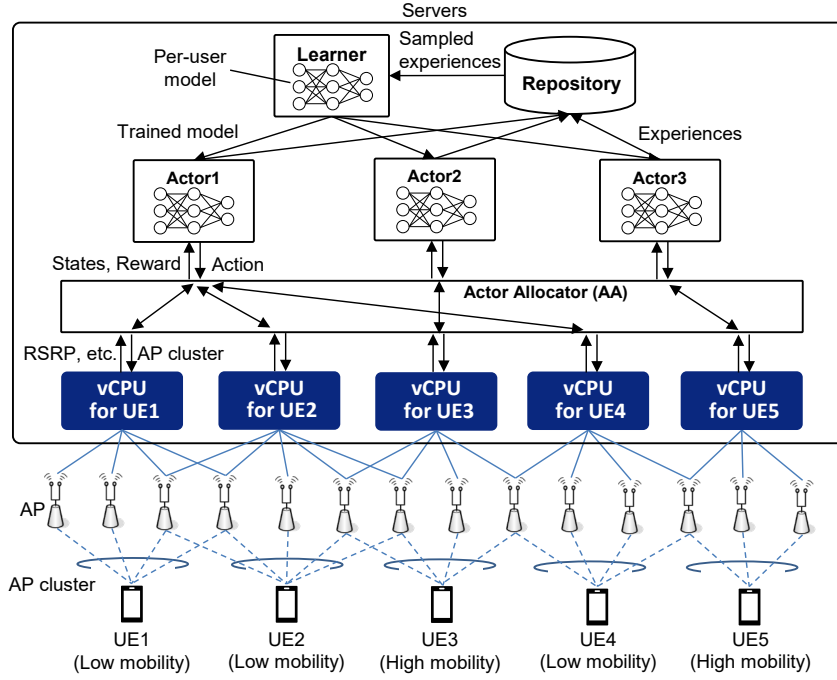 Servers
Per-user
model
Learner
Sampled
experiences
Repository
Trained model
Experiences
Actor1
Actor2
Actor3
States, Reward
Action
Actor Allocator (AA)
RSRP, etc.
AP cluster
vCPU
for UE1
vCPU
for UE2
vCPU
for UE3
vCPU
for UE4
vCPU
for UE5
AP
AP cluster
UE1
(Low mobility)
UE2
(Low mobility)
UE3
(High mobility)
UE4
(Low mobility)
UE5
(High mobility)